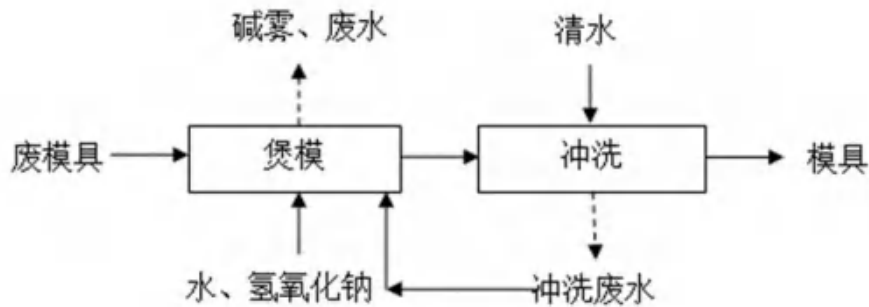 碱雾、废水
清水
废模具
煲模
冲洗
模具
水、氢氧化钠
冲洗废水